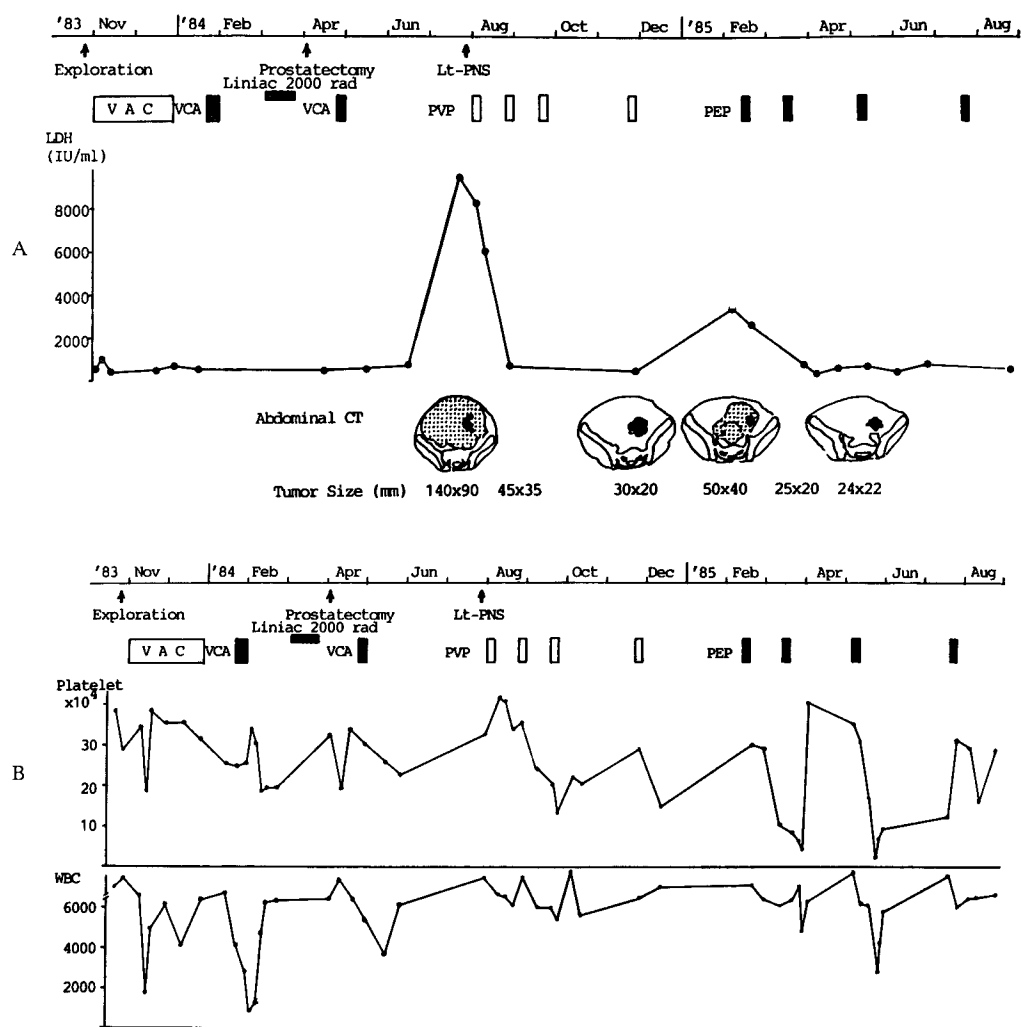 '83 Nov '84 Feb Apr Jun Aug Oct Dec '85 Feb Apr Jun Aug
Exploration Prostatectomy Lt-PNS
Liniac 2000 rad
V A C VCA VCA PVP PEP
LDH
(IU/ml)
8000
A
6000
4000
2000
Abdominal CT
Tumor Size (mm) 140x90 45x35 30x20 50x40 25x20 24x22
'83 Nov '84 Feb Apr Jun Aug Oct Dec '85 Feb Apr Jun Aug
Exploration Prostatectomy Lt-PNS
Liniac 2000 rad
V A C VCA VCA PVP PEP
Platelet
x10⁴
30
B
20
10
WBC
6000
4000
2000